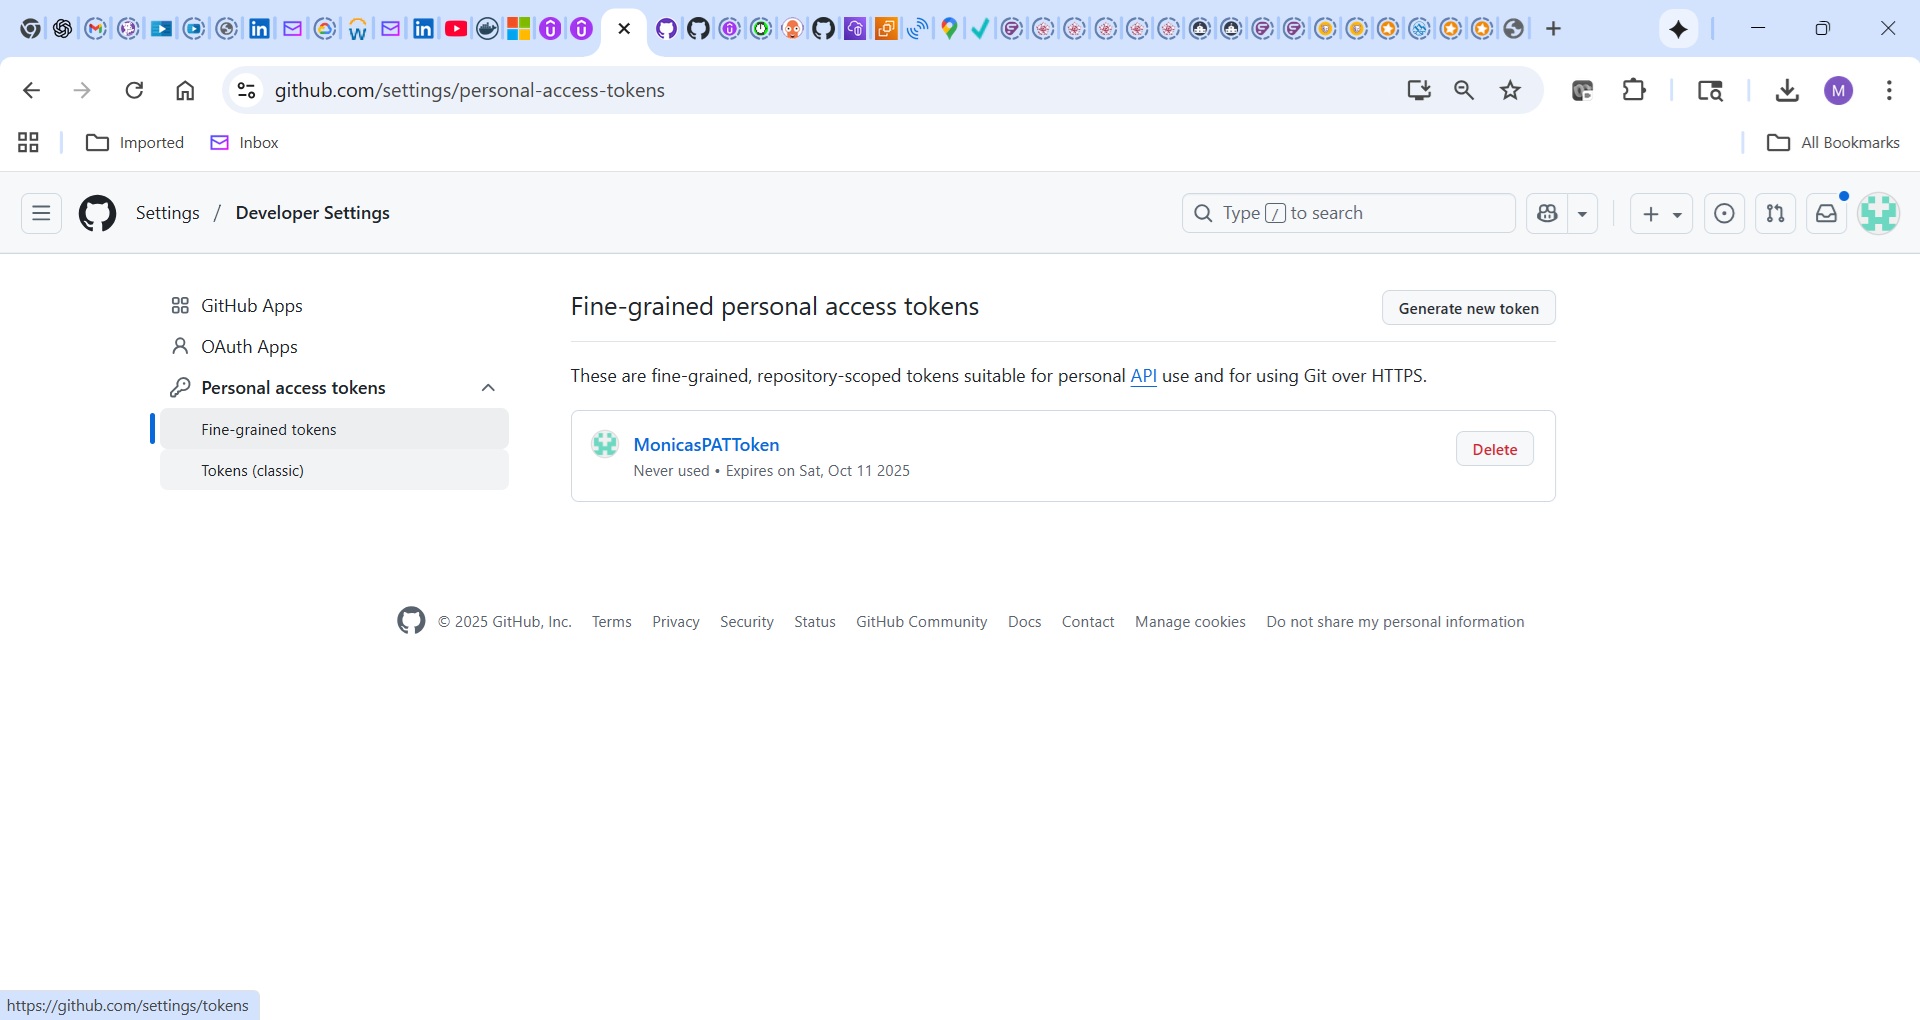 github.com/settings/personal-access-tokens
M
Imported
Inbox
All Bookmarks
Settings / Developer Settings
Type / to search
GitHub Apps
OAuth Apps
Personal access tokens
Fine-grained tokens
Tokens (classic)
Fine-grained personal access tokens
Generate new token
These are fine-grained, repository-scoped tokens suitable for personal API use and for using Git over HTTPS.
MonicasPATToken
Never used • Expires on Sat, Oct 11 2025
Delete
© 2025 GitHub, Inc. Terms Privacy Security Status GitHub Community Docs Contact Manage cookies Do not share my personal information
https://github.com/settings/tokens